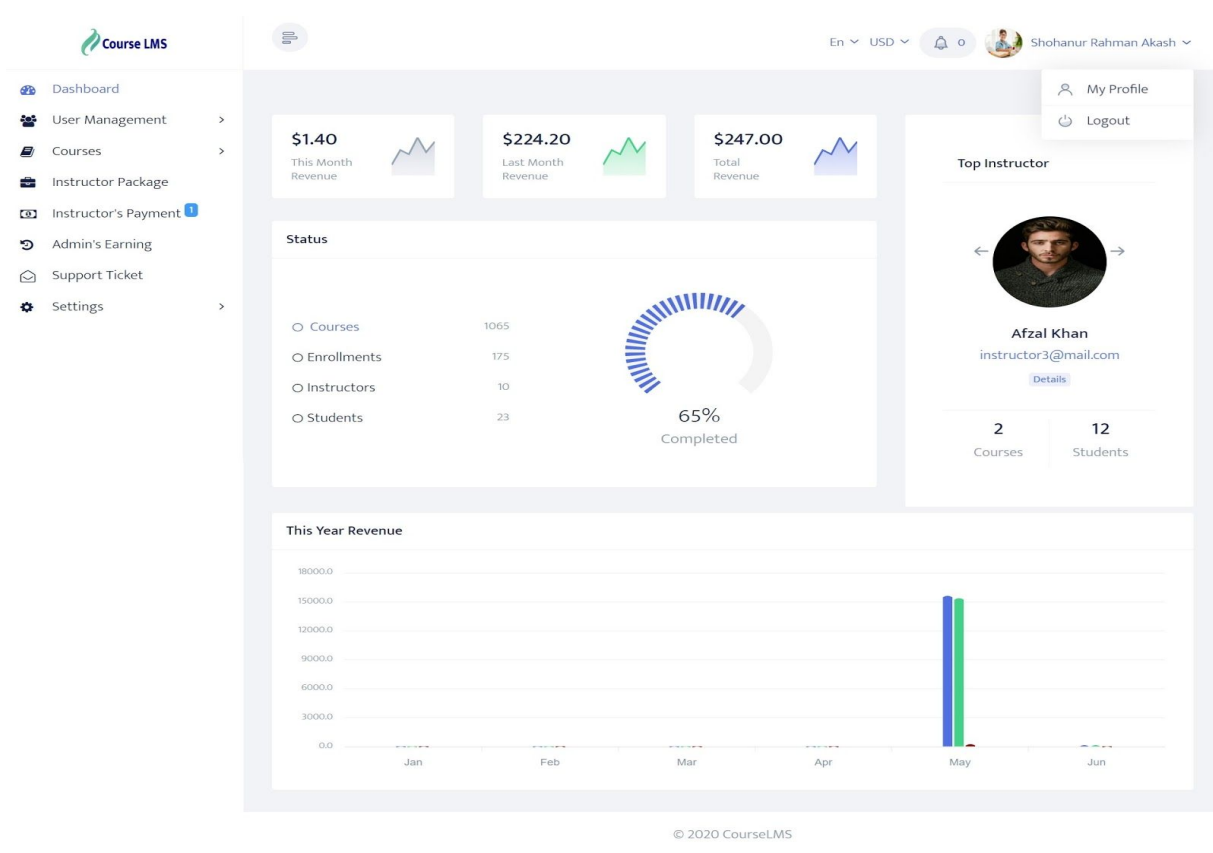 Course LMS
En USD 0 Shohanur Rahman Akash
My Profile
Logout
Dashboard
User Management
Courses
Instructor Package
Instructor's Payment 1
Admin's Earning
Support Ticket
Settings
$1.40
This Month
Revenue
$224.20
Last Month
Revenue
$247.00
Total
Revenue
Status
Courses 1065
Enrollments 175
Instructors 10
Students 23
65%
Completed
Top Instructor
Afzal Khan
instructor3@mail.com
Details
2 12
Courses Students
This Year Revenue
18000.0
15000.0
12000.0
9000.0
6000.0
3000.0
0.0
Jan Feb Mar Apr May Jun
© 2020 CourseLMS